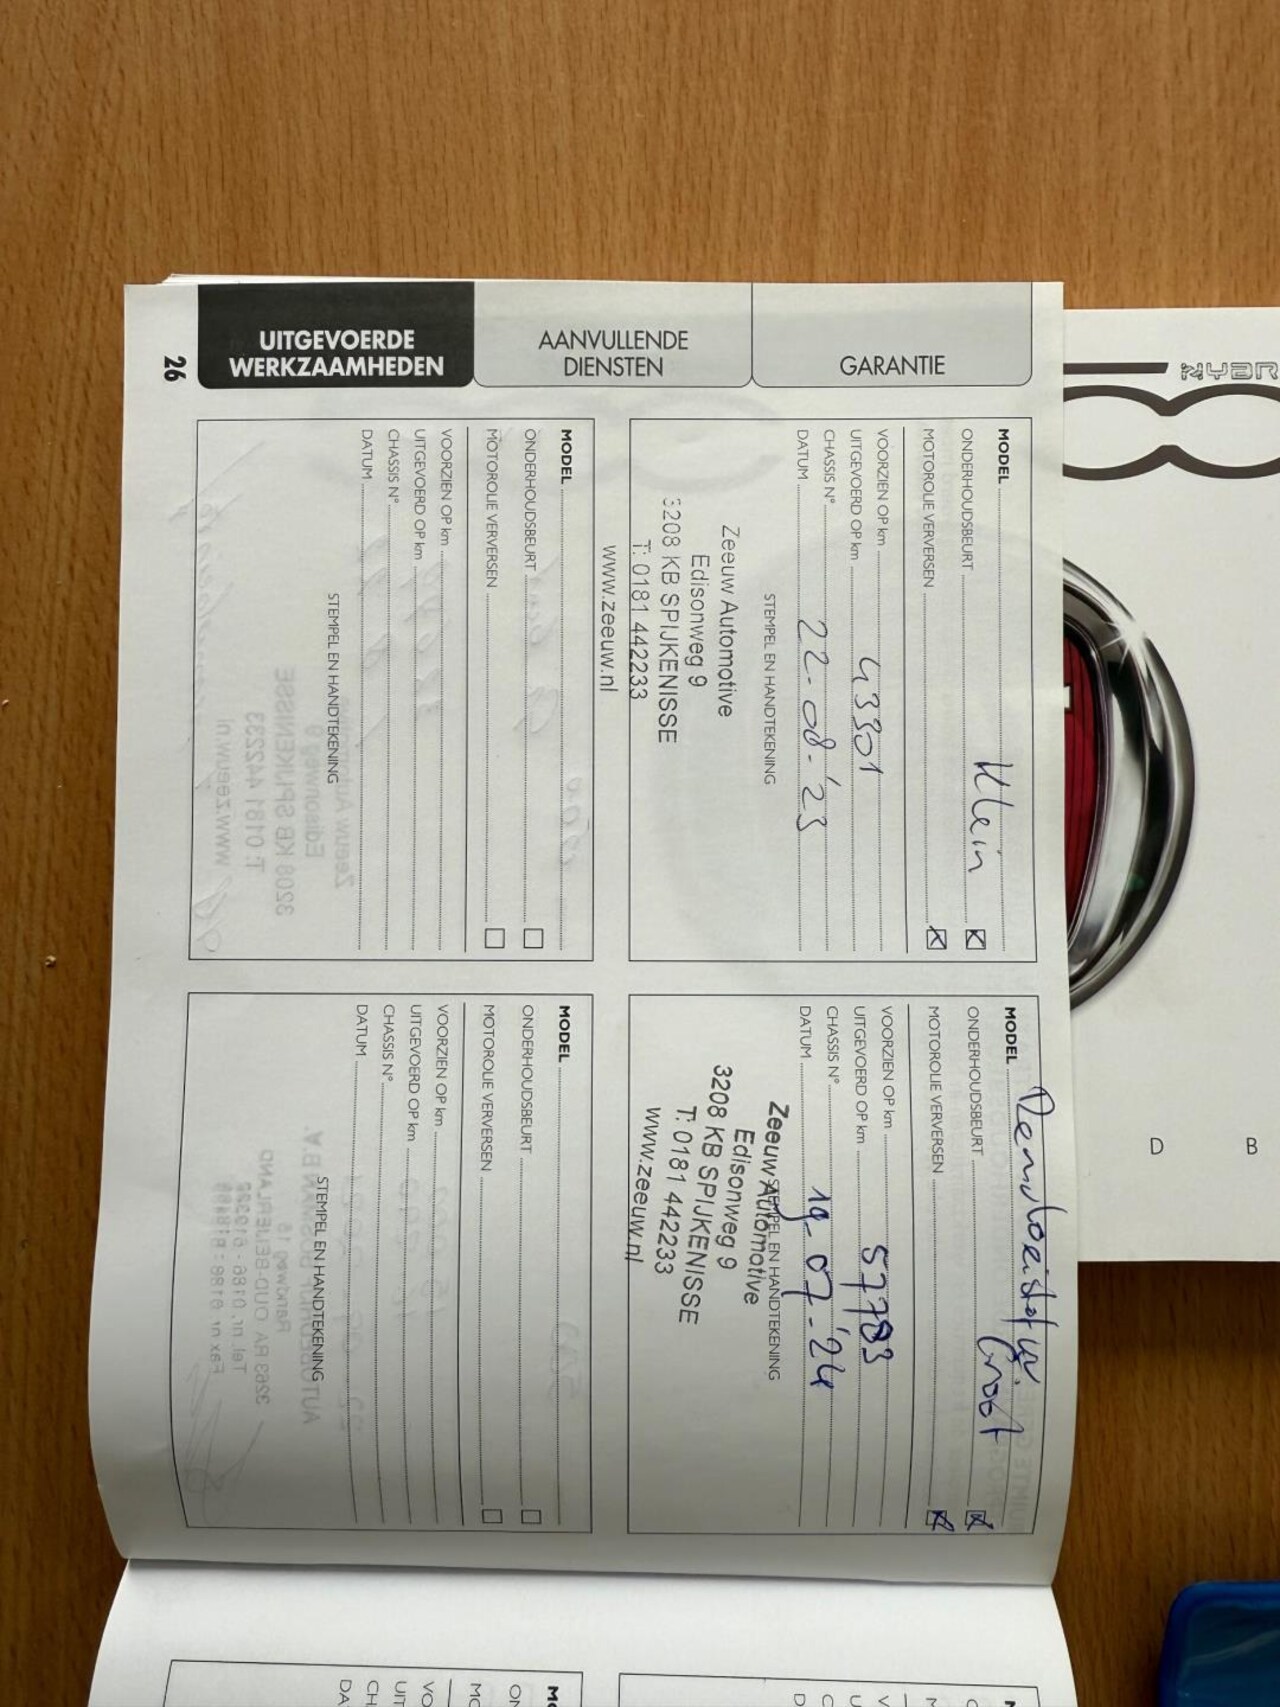 26
UITGEVOERDE
WERKZAAMHEDEN
AANVULLENDE
DIENSTEN
GARANTIE
MODEL
ONDERHOUDSBEURT Klein
MOTOROLIE VERVERSEN
VOORZIEN OP km
UITGEVOERD OP km 43301
CHASSIS N°
DATUM 22-08-'23
STEMPEL EN HANDTEKENING
Zeeuw Automotive
Edisonweg 9
3208 KB SPIJKENISSE
T: 0181 442233
www.zeeuw.nl
MODEL Remvloeistof vv.
ONDERHOUDSBEURT Groot
MOTOROLIE VERVERSEN
VOORZIEN OP km
UITGEVOERD OP km 57783
CHASSIS N°
DATUM 19-07-'24
STEMPEL EN HANDTEKENING
Zeeuw Automotive
Edisonweg 9
3208 KB SPIJKENISSE
T: 0181 442233
www.zeeuw.nl
MODEL
ONDERHOUDSBEURT
MOTOROLIE VERVERSEN
VOORZIEN OP km
UITGEVOERD OP km
CHASSIS N°
DATUM
STEMPEL EN HANDTEKENING
MODEL
ONDERHOUDSBEURT
MOTOROLIE VERVERSEN
VOORZIEN OP km
UITGEVOERD OP km
CHASSIS N°
DATUM
STEMPEL EN HANDTEKENING
D
B